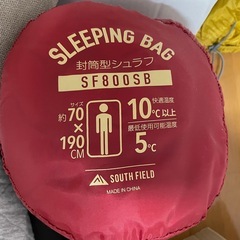 SLEEPING BAG
封筒型シュラフ
SF800SB
サイズ
約70
×
190
CM
快適温度
10℃以上
最低使用可能温度
5℃
SOUTH FIELD
MADE IN CHINA